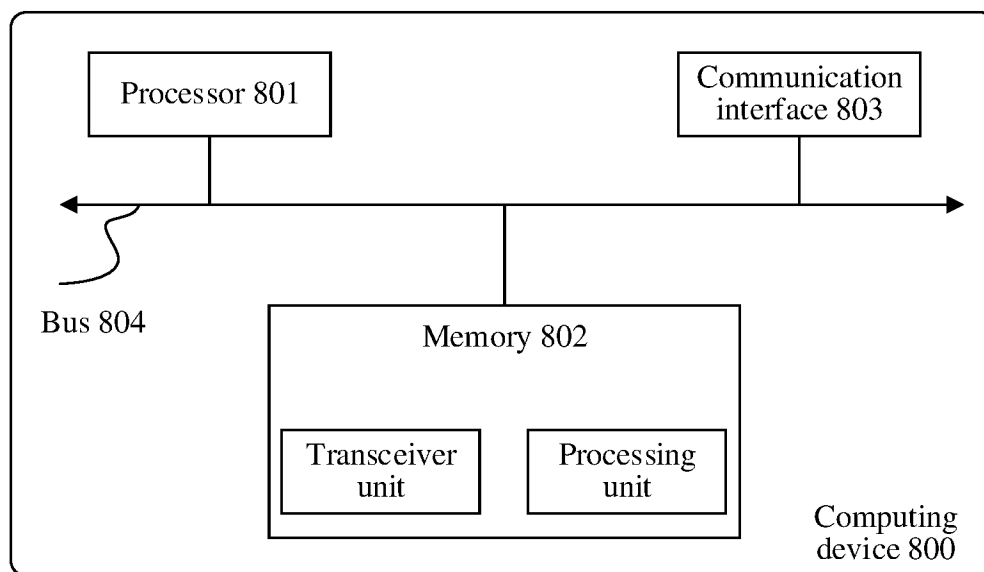 Processor 801
Communication
interface 803
Bus 804
Memory 802
Transceiver
unit
Processing
unit
Computing
device 800